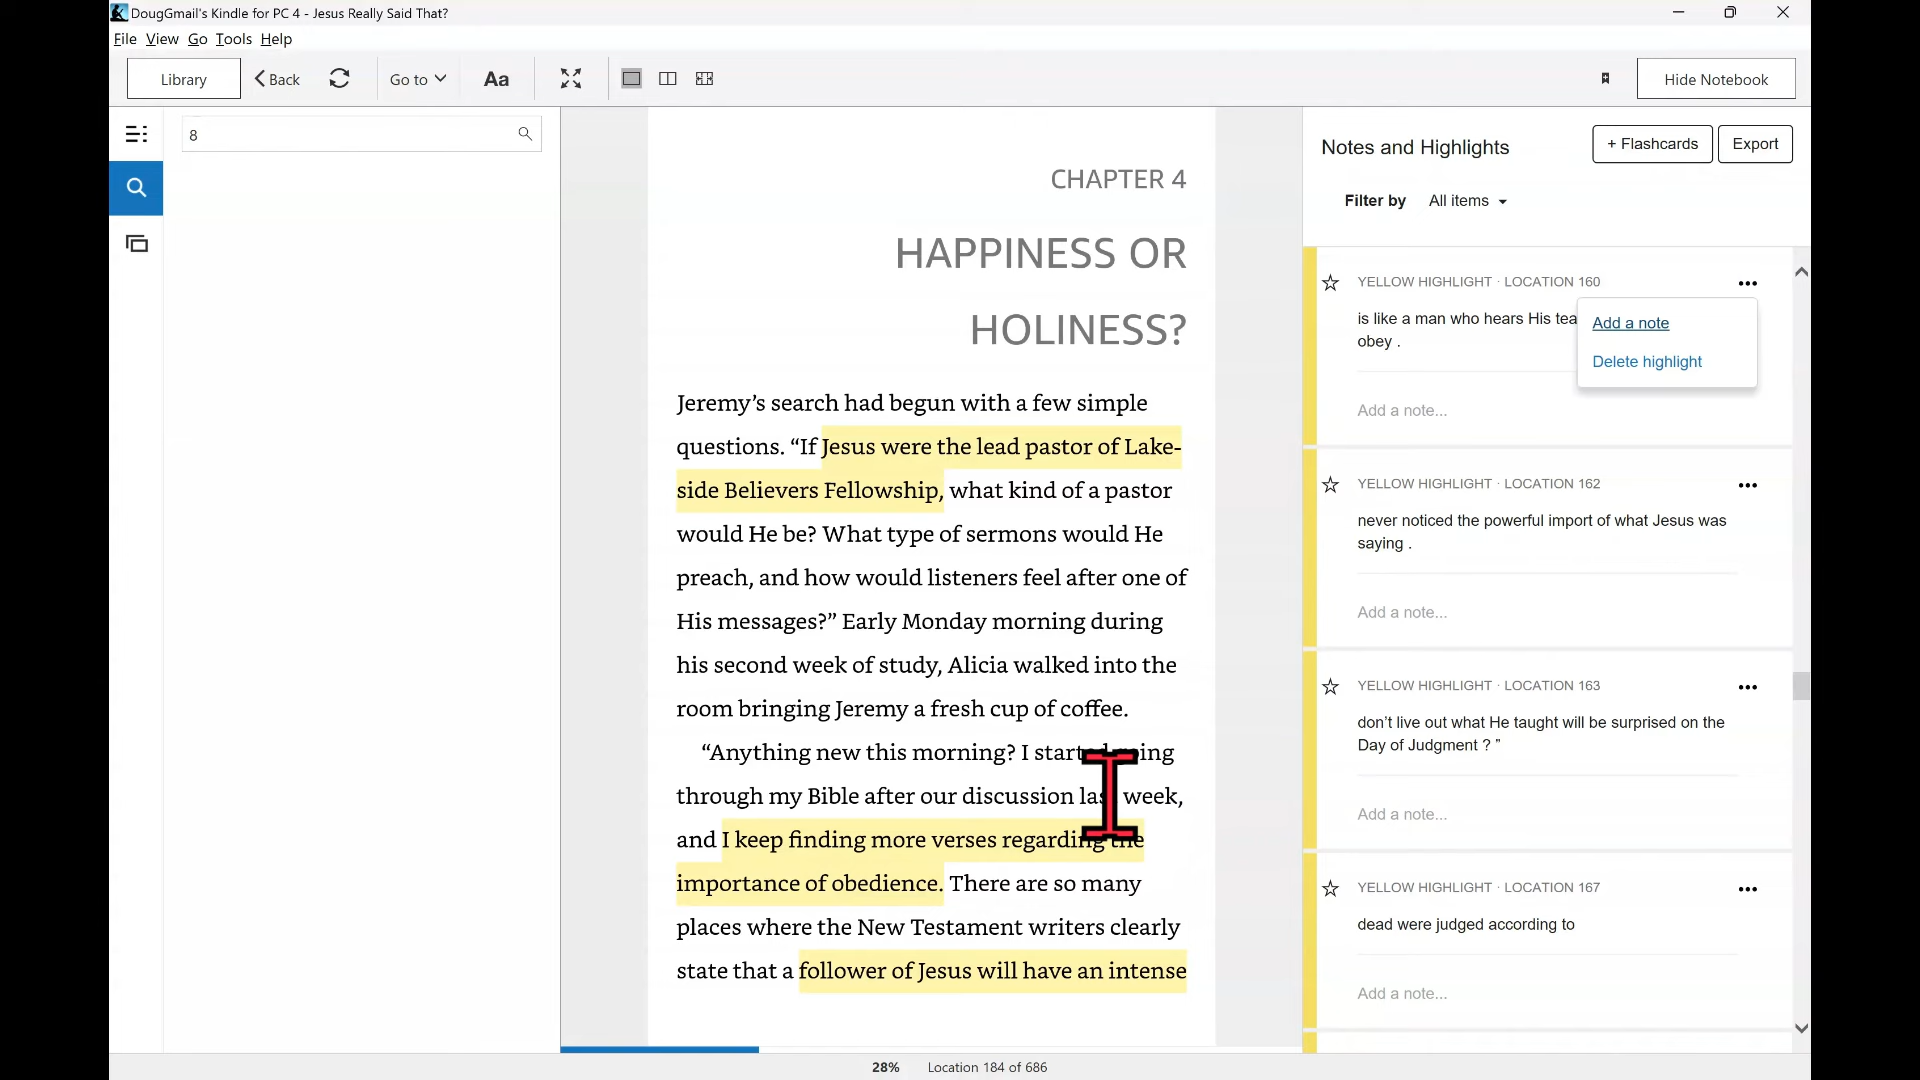 DougGmail's Kindle for PC 4 - Jesus Really Said That?
File View Go Tools Help
Library
Back
Go to
Aa
Hide Notebook
8
CHAPTER 4
HAPPINESS OR
HOLINESS?
Jeremy’s search had begun with a few simple
questions. “If Jesus were the lead pastor of Lake-
side Believers Fellowship, what kind of a pastor
would He be? What type of sermons would He
preach, and how would listeners feel after one of
His messages?” Early Monday morning during
his second week of study, Alicia walked into the
room bringing Jeremy a fresh cup of coffee.
“Anything new this morning? I started going
through my Bible after our discussion last week,
and I keep finding more verses regarding the
importance of obedience. There are so many
places where the New Testament writers clearly
state that a follower of Jesus will have an intense
Notes and Highlights
+ Flashcards
Export
Filter by All items
YELLOW HIGHLIGHT · LOCATION 160
is like a man who hears His tea
obey .
Add a note
Delete highlight
Add a note...
YELLOW HIGHLIGHT · LOCATION 162
never noticed the powerful import of what Jesus was
saying .
Add a note...
YELLOW HIGHLIGHT · LOCATION 163
don’t live out what He taught will be surprised on the
Day of Judgment ? ”
Add a note...
YELLOW HIGHLIGHT · LOCATION 167
dead were judged according to
Add a note...
28% Location 184 of 686